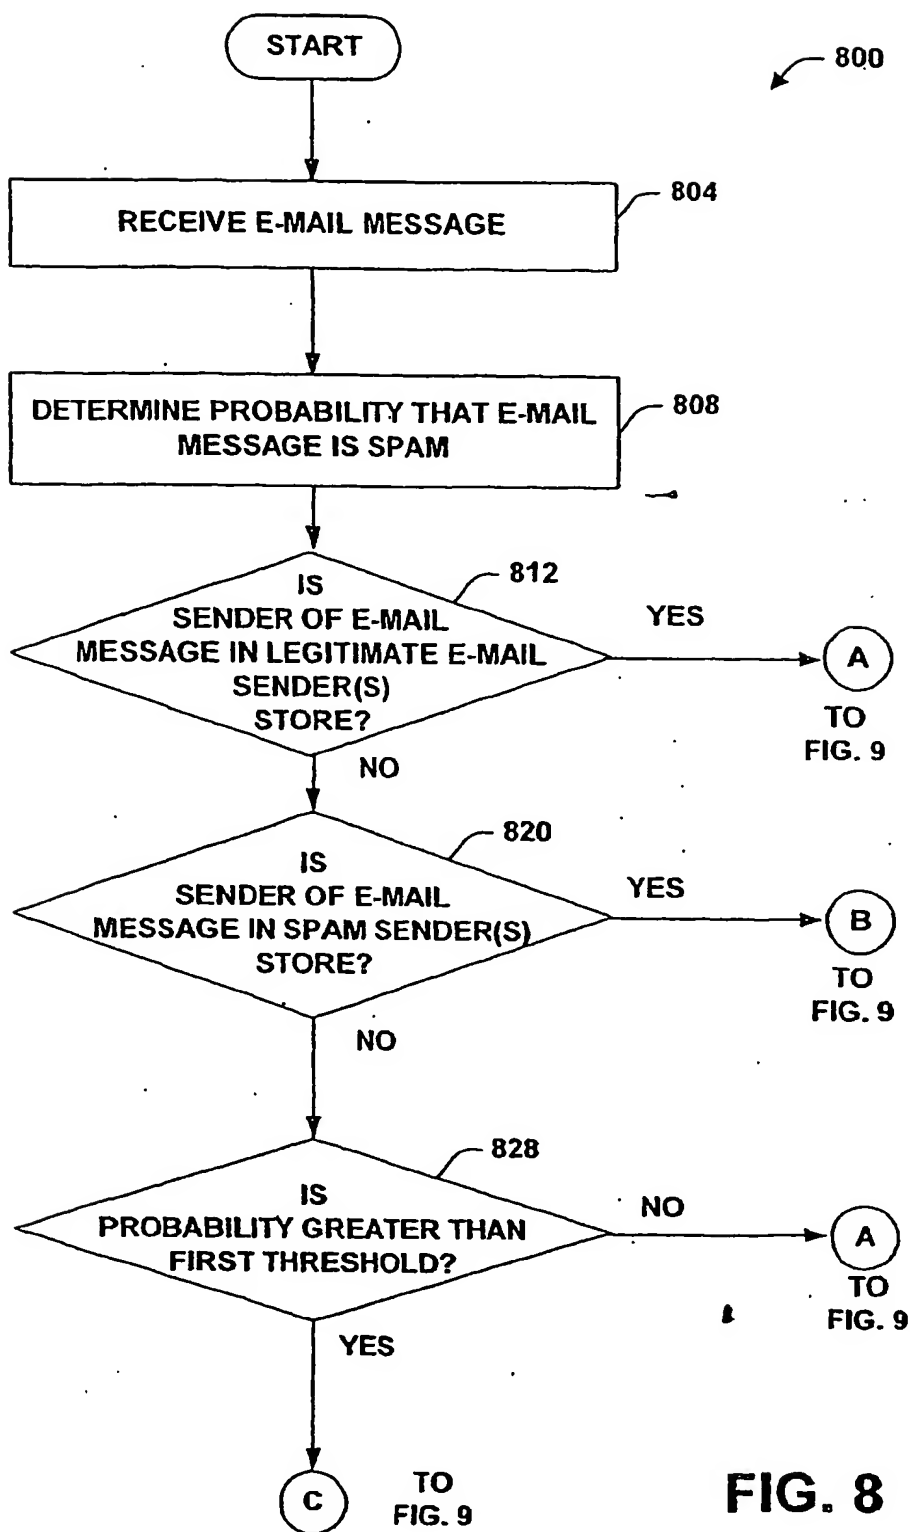 START
800
RECEIVE E-MAIL MESSAGE
804
DETERMINE PROBABILITY THAT E-MAIL
MESSAGE IS SPAM
808
IS
SENDER OF E-MAIL
MESSAGE IN LEGITIMATE E-MAIL
SENDER(S)
STORE?
812
YES
A
TO
FIG. 9
NO
IS
SENDER OF E-MAIL
MESSAGE IN SPAM SENDER(S)
STORE?
820
YES
B
TO
FIG. 9
NO
IS
PROBABILITY GREATER THAN
FIRST THRESHOLD?
828
NO
A
TO
FIG. 9
YES
C
TO
FIG. 9
FIG. 8